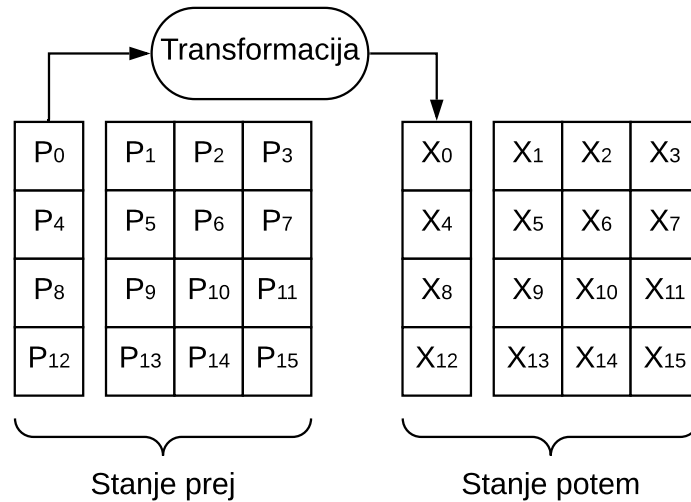 Transformacija
P0 P1 P2 P3 X0 X1 X2 X3
P4 P5 P6 P7 X4 X5 X6 X7
P8 P9 P10 P11 X8 X9 X10 X11
P12 P13 P14 P15 X12 X13 X14 X15
Stanje prej Stanje potem